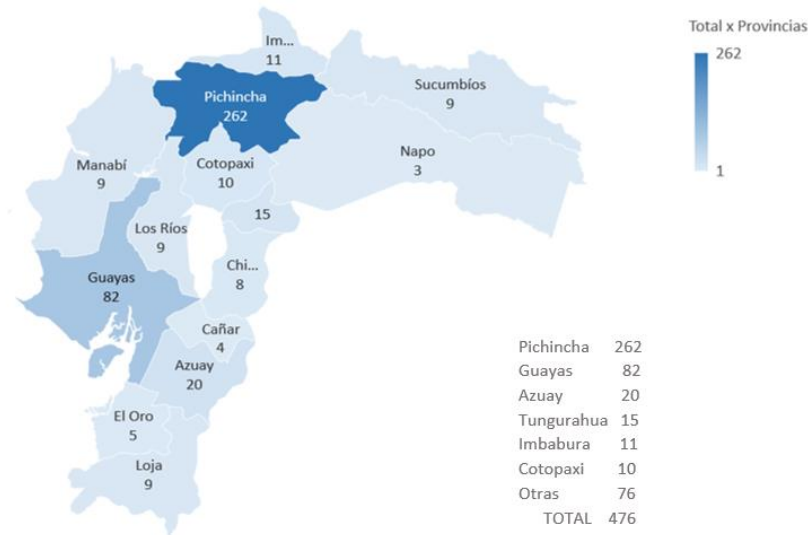 Total x Provincias
262
1
Im...
11
Pichincha
262
Sucumbíos
9
Manabí
9
Cotopaxi
10
Napo
3
15
Los Ríos
9
Chi...
8
Guayas
82
Cañar
4
Azuay
20
El Oro
5
Loja
9
Pichincha 262
Guayas 82
Azuay 20
Tungurahua 15
Imbabura 11
Cotopaxi 10
Otras 76
TOTAL 476